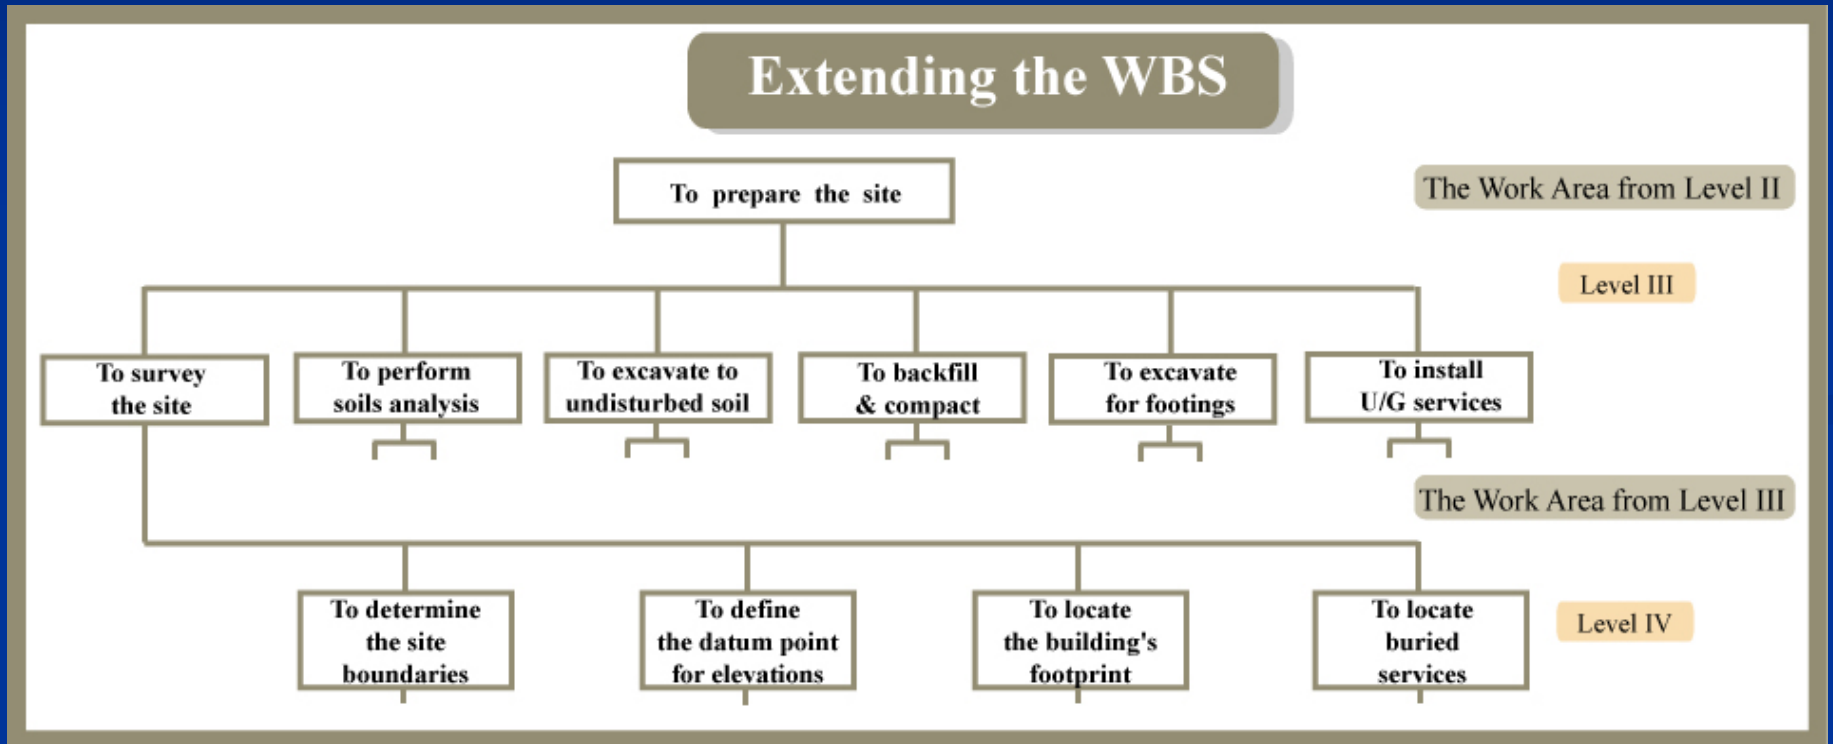 Extending the WBS
To prepare the site
The Work Area from Level II
Level III
To survey
the site
To perform
soils analysis
To excavate to
undisturbed soil
To backfill
& compact
To excavate
for footings
To install
U/G services
The Work Area from Level III
To determine
the site
boundaries
To define
the datum point
for elevations
To locate
the building's
footprint
To locate
buried
services
Level IV